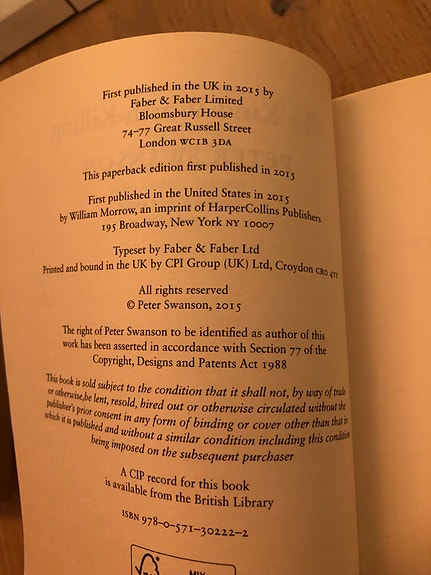 First published in the UK in 2015 by
Faber & Faber Limited
Bloomsbury House
74–77 Great Russell Street
London WC1B 3DA
This paperback edition first published in 2015
First published in the United States in 2015
by William Morrow, an imprint of HarperCollins Publishers
195 Broadway, New York NY 10007
Typeset by Faber & Faber Ltd
Printed and bound in the UK by CPI Group (UK) Ltd, Croydon CR0 4YY
All rights reserved
© Peter Swanson, 2015
The right of Peter Swanson to be identified as author of this
work has been asserted in accordance with Section 77 of the
Copyright, Designs and Patents Act 1988
This book is sold subject to the condition that it shall not, by way of trade
or otherwise,be lent, resold, hired out or otherwise circulated without the
publisher's prior consent in any form of binding or cover other than that in
which it is published and without a similar condition including this condition
being imposed on the subsequent purchaser
A CIP record for this book
is available from the British Library
ISBN 978–0–571–30222–2
MIX